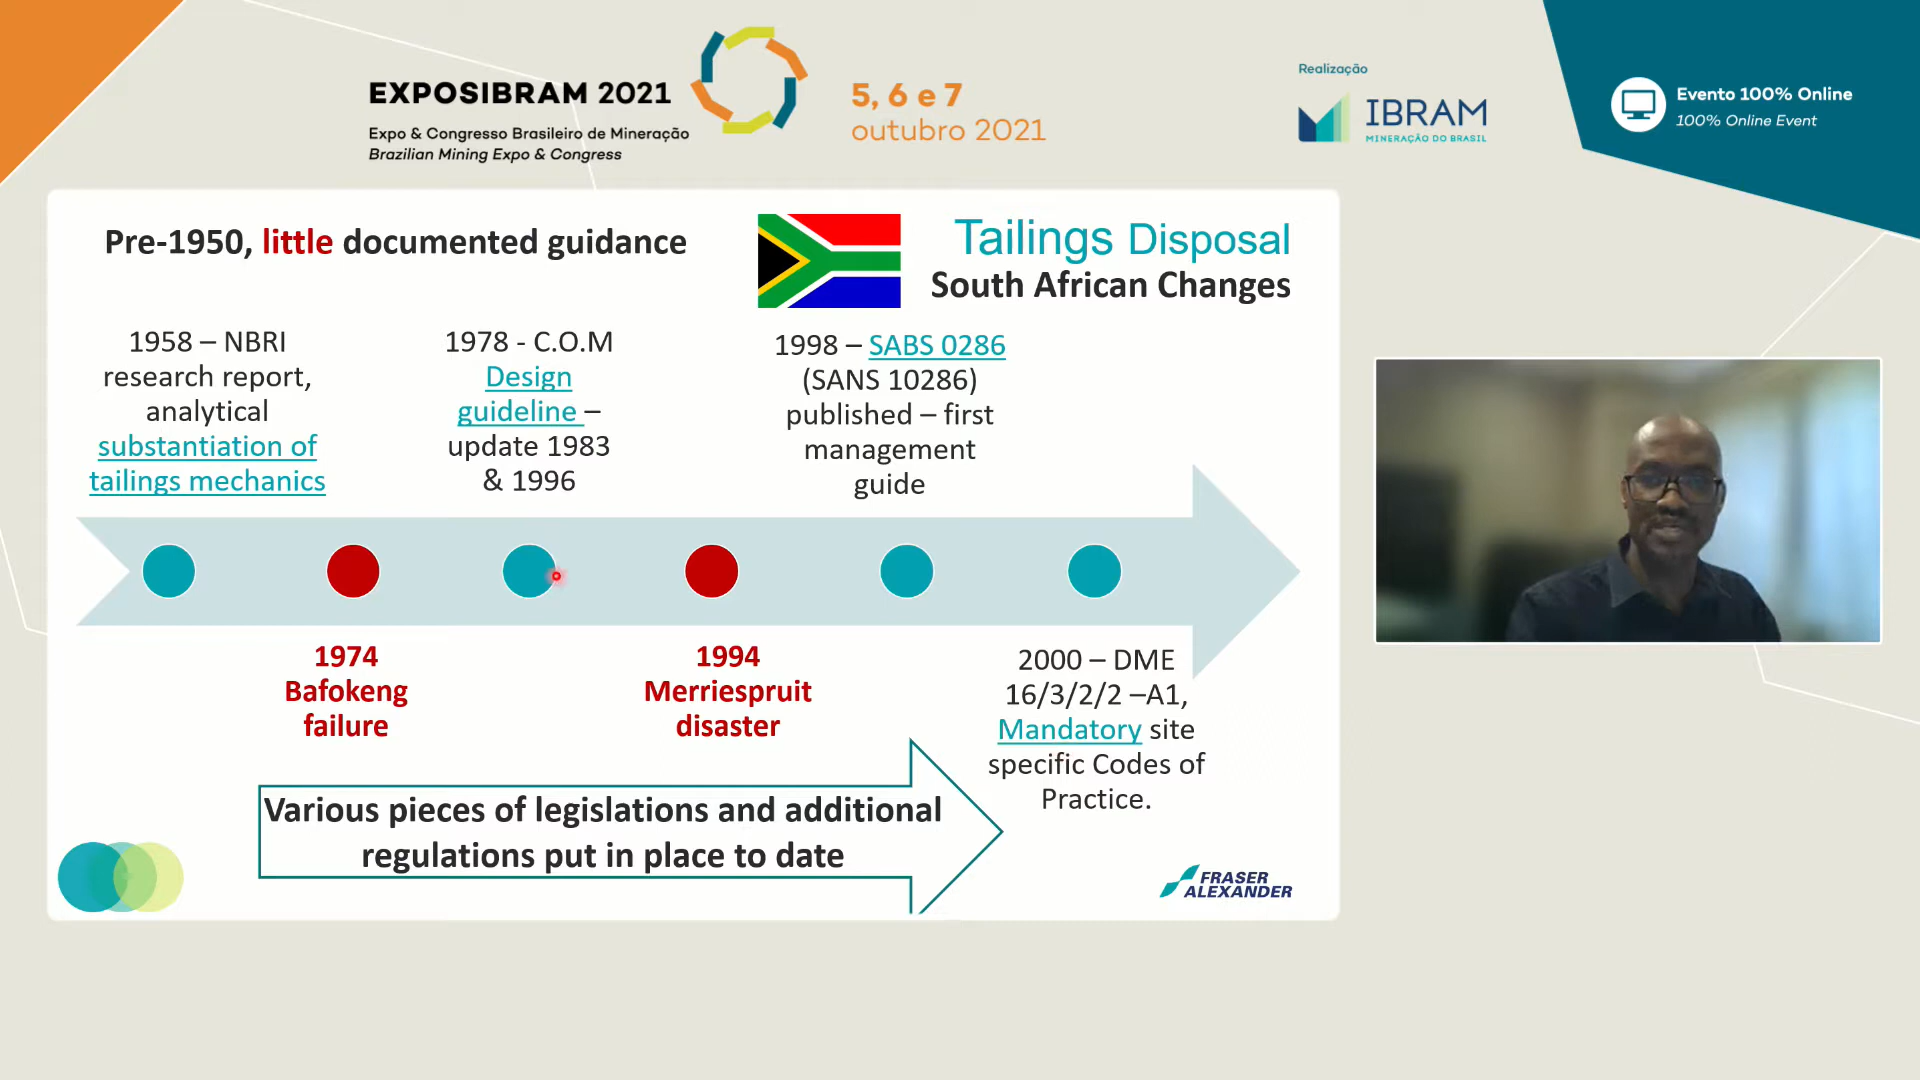 EXPOSIBRAM 2021
Expo & Congresso Brasileiro de Mineração
Brazilian Mining Expo & Congress
5, 6 e 7
outubro 2021
Realização
IBRAM
MINERAÇÃO DO BRASIL
Evento 100% Online
100% Online Event
Pre-1950, little documented guidance
Tailings Disposal
South African Changes
1958 – NBRI
research report,
analytical
substantiation of
tailings mechanics
1978 - C.O.M
Design
guideline –
update 1983
& 1996
1998 – SABS 0286
(SANS 10286)
published – first
management
guide
1974
Bafokeng
failure
1994
Merriespruit
disaster
2000 – DME
16/3/2/2 –A1,
Mandatory site
specific Codes of
Practice.
Various pieces of legislations and additional
regulations put in place to date
FRASER
ALEXANDER